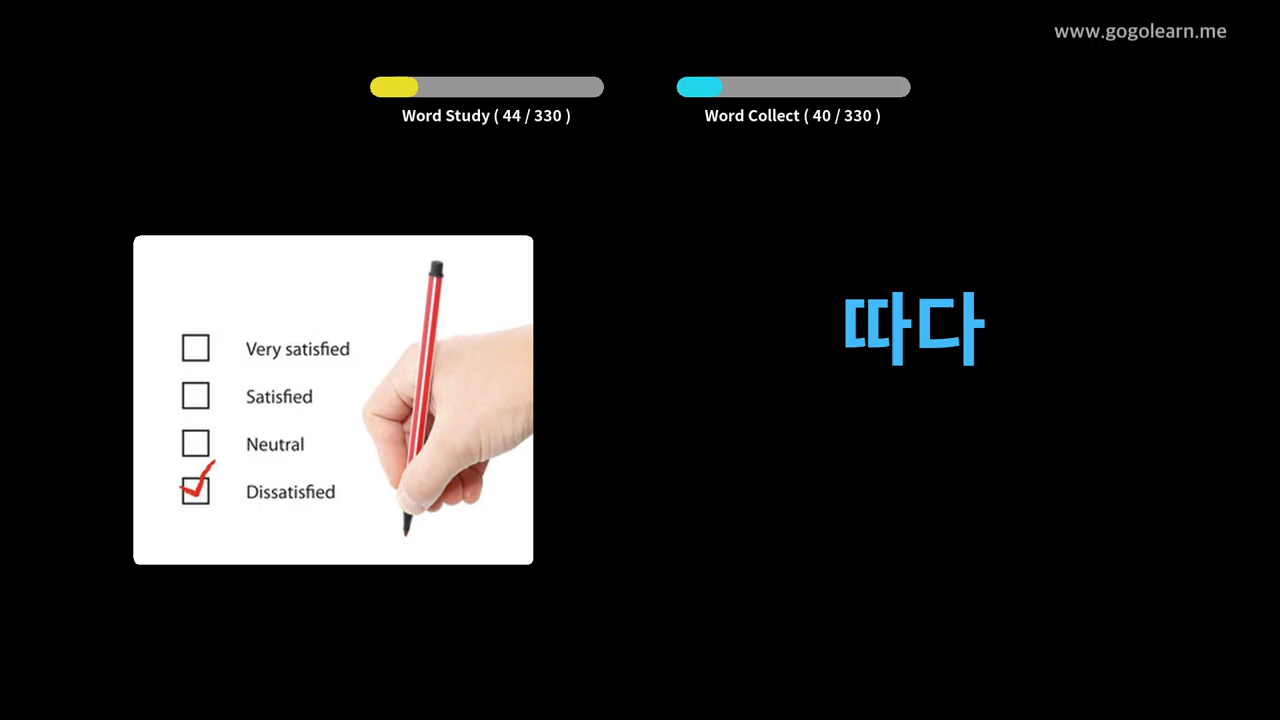 www.gogolearn.me
Word Study ( 44 / 330 )
Word Collect ( 40 / 330 )
Very satisfied
Satisfied
Neutral
Dissatisfied
따다